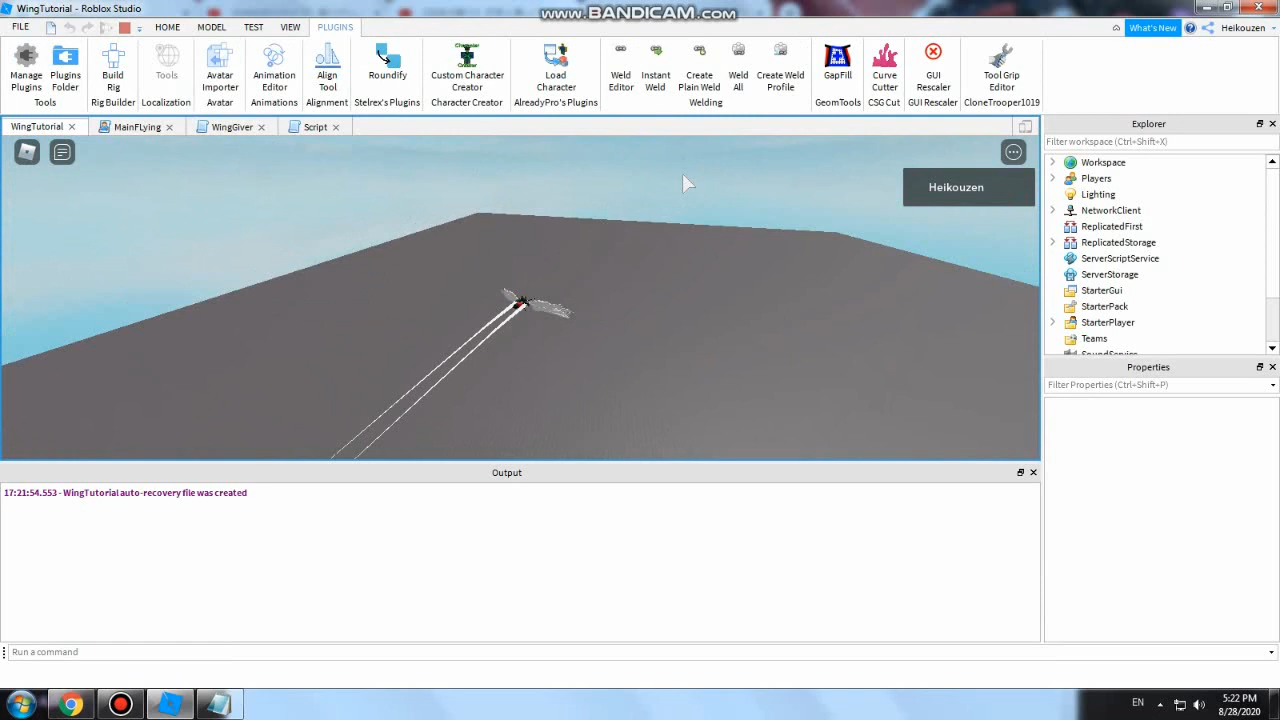 WingTutorial - Roblox Studio
www.BANDICAM.com
FILE HOME MODEL TEST VIEW PLUGINS What's New Heikouzen
Manage Plugins
Plugins Folder
Tools
Build Rig
Rig Builder
Tools
Localization
Avatar Importer
Avatar
Animation Editor
Animations
Align Tool
Alignment
Roundify
Stelrex's Plugins
Character Creator
Custom Character Creator
Character Creator
Load Character
AlreadyPro's Plugins
Weld Editor
Instant Weld
Create Plain Weld
Weld All
Create Weld Profile
Welding
GapFill
GeomTools
Curve Cutter
CSG Cut
GUI Rescaler
GUI Rescaler
Tool Grip Editor
CloneTrooper1019
WingTutorial MainFLying WingGiver Script
Heikouzen
Explorer
Filter workspace (Ctrl+Shift+X)
Workspace
Players
Lighting
NetworkClient
ReplicatedFirst
ReplicatedStorage
ServerScriptService
ServerStorage
StarterGui
StarterPack
StarterPlayer
Teams
SoundService
Properties
Filter Properties (Ctrl+Shift+P)
Output
17:21:54.553 - WingTutorial auto-recovery file was created
Run a command
EN
5:22 PM
8/28/2020